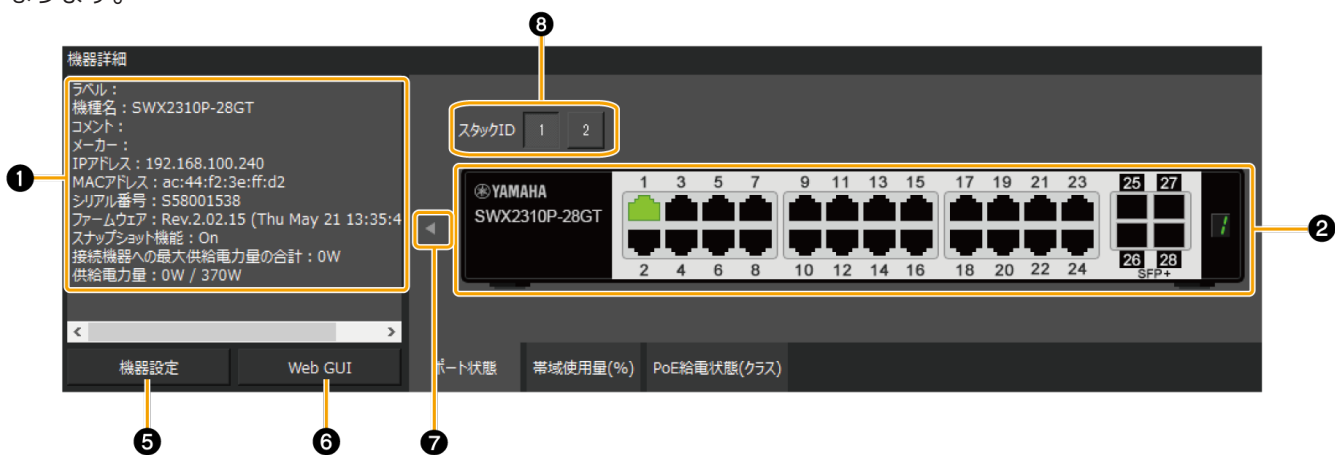 8
機器詳細
ラベル：
機種名：SWX2310P-28GT
コメント：
メーカー：
IPアドレス：192.168.100.240
MACアドレス：ac:44:f2:3e:ff:d2
シリアル番号：S58001538
ファームウェア：Rev.2.02.15 (Thu May 21 13:35:4
スナップショット機能：On
接続機器への最大供給電力量の合計：0W
供給電力量：0W / 370W
1
スタックID 1 2
YAMAHA
SWX2310P-28GT
1 3 5 7 9 11 13 15 17 19 21 23 25 27
2 4 6 8 10 12 14 16 18 20 22 24 26 28
SFP+
1
2
機器設定
Web GUI
ポート状態
帯域使用量(%)
PoE給電状態(クラス)
5
6
7